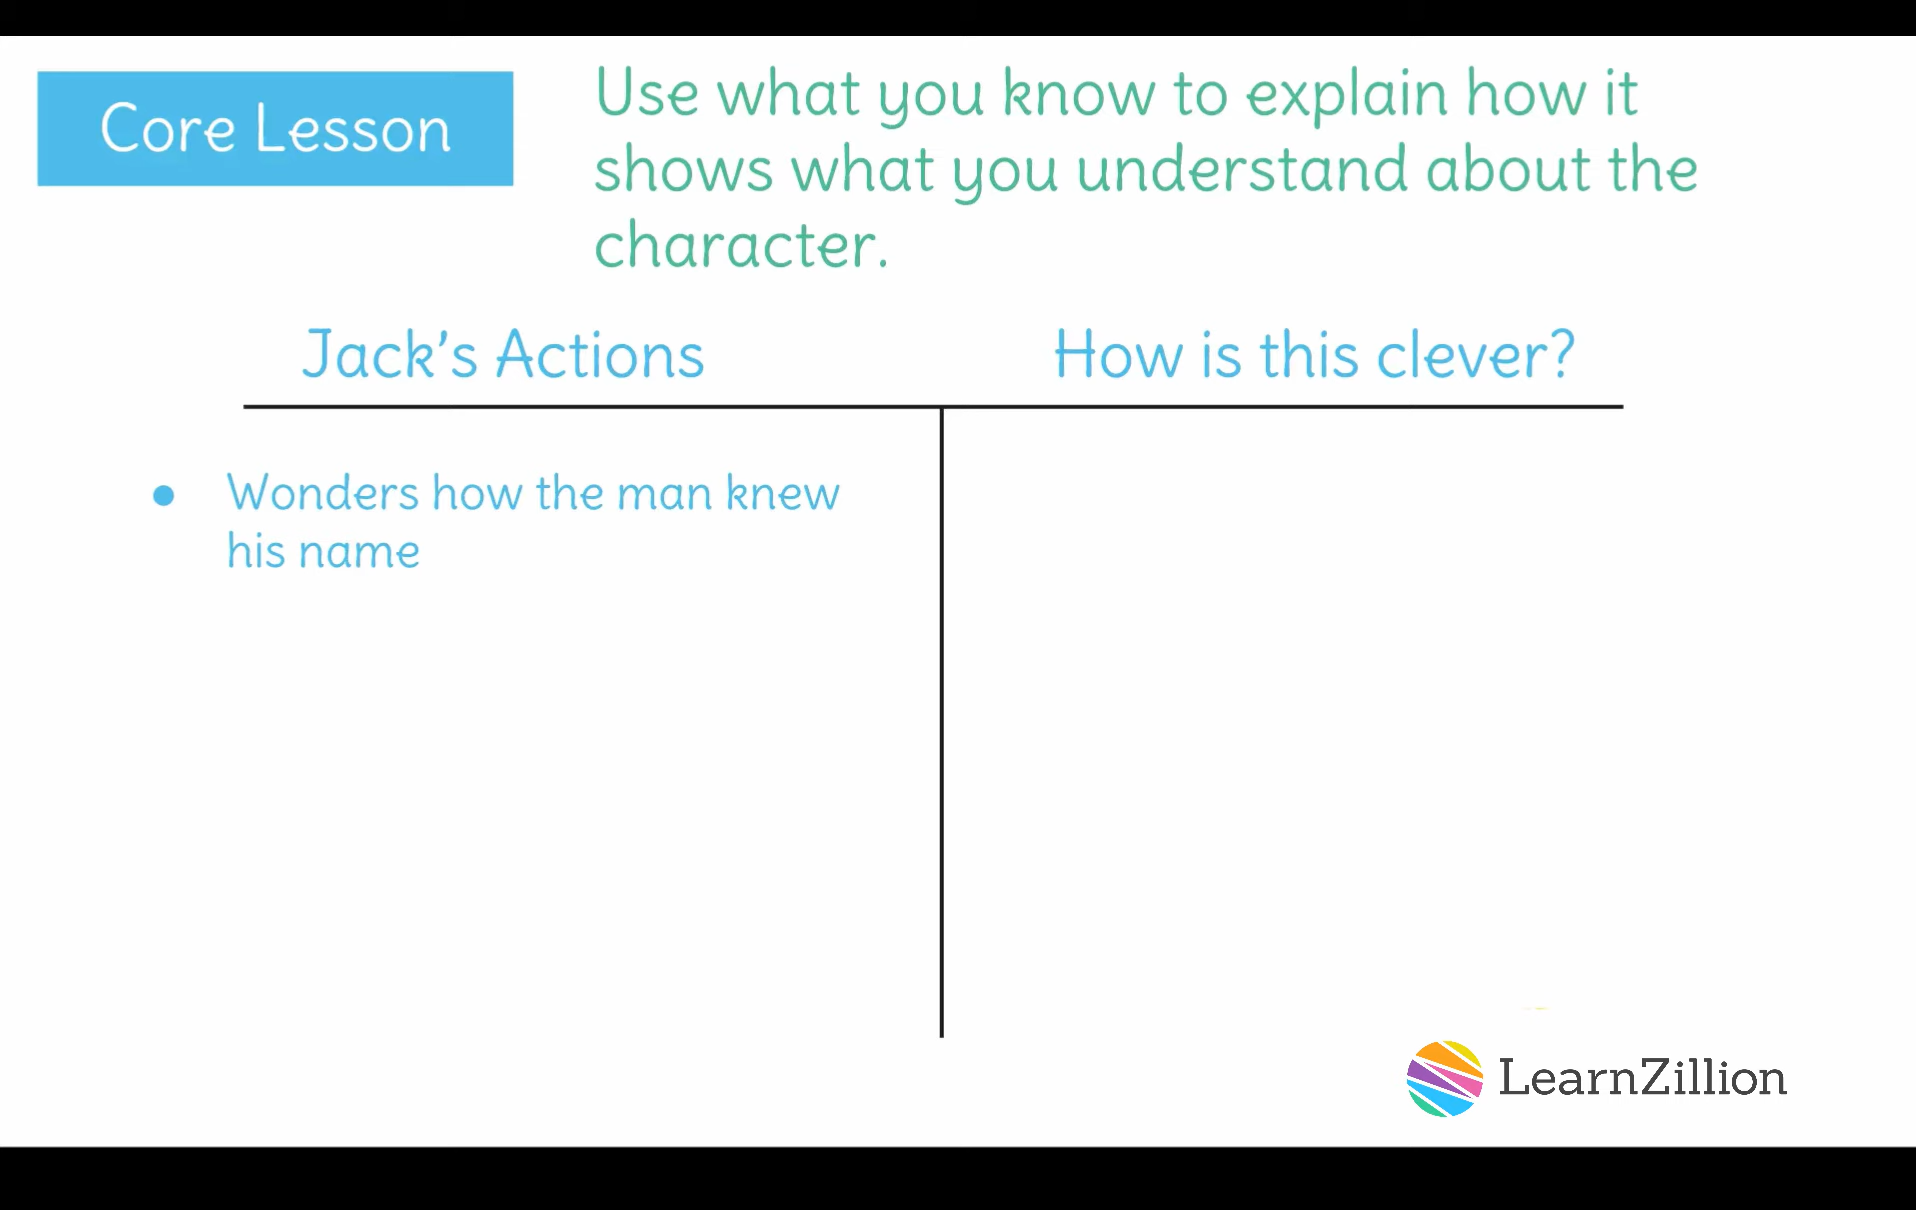 Core Lesson
Use what you know to explain how it
shows what you understand about the
character.
Jack's Actions
How is this clever?
● Wonders how the man knew
his name
LearnZillion